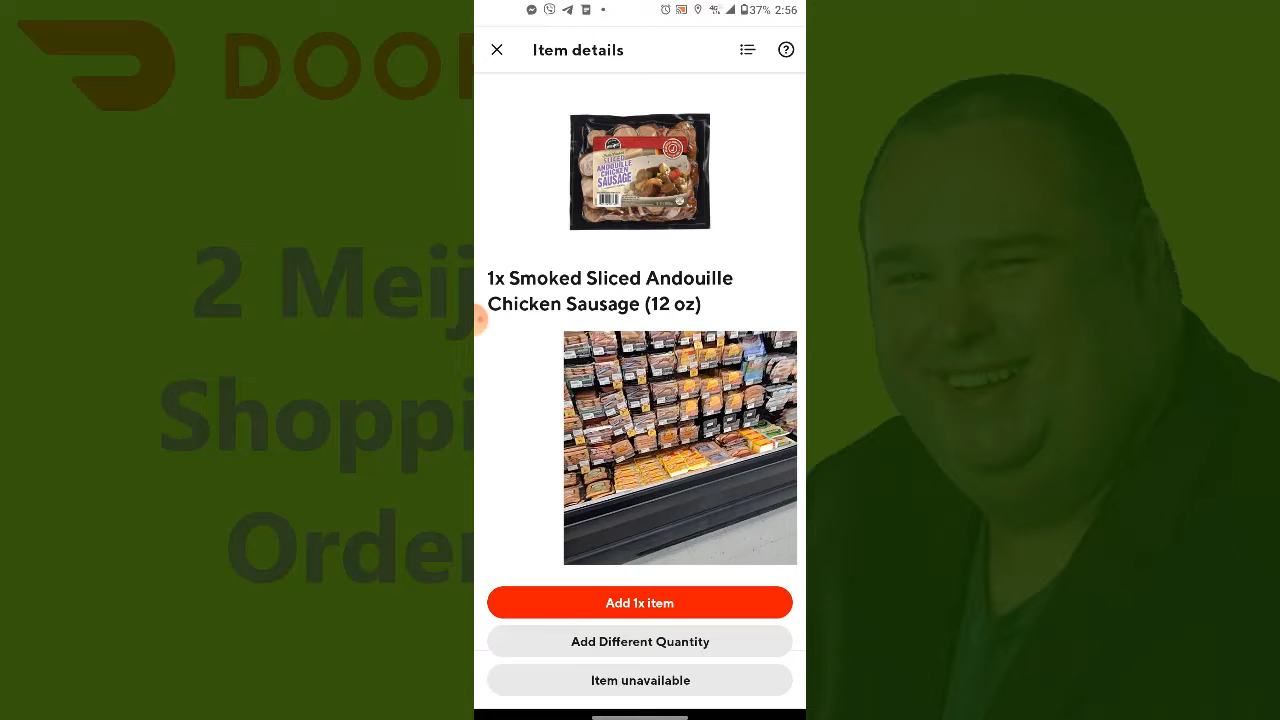 37% 2:56
Item details
DOO
SLICED
ANDOUILLE
CHICKEN
SAUSAGE
1x Smoked Sliced Andouille
Chicken Sausage (12 oz)
2 Meij
Shoppi
Order
Add 1x item
Add Different Quantity
Item unavailable